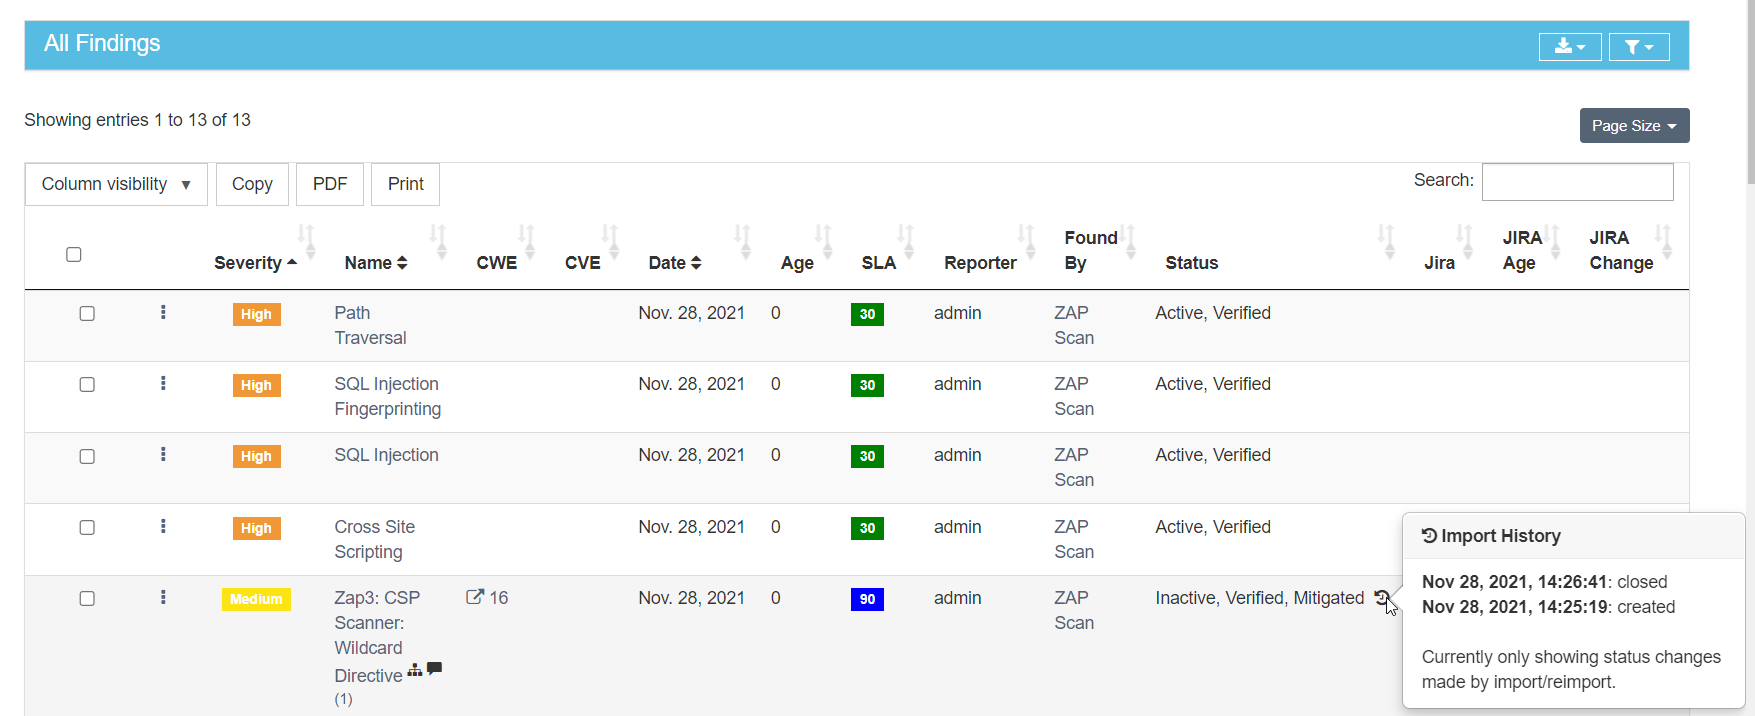 All Findings
Showing entries 1 to 13 of 13
Page Size
Column visibility ▼ Copy PDF Print Search:
Severity Name CWE CVE Date Age SLA Reporter Found By Status Jira JIRA Age JIRA Change
High Path Nov. 28, 2021 0 30 admin ZAP Active, Verified
Traversal Scan
High SQL Injection Nov. 28, 2021 0 30 admin ZAP Active, Verified
Fingerprinting Scan
High SQL Injection Nov. 28, 2021 0 30 admin ZAP Active, Verified
Scan
High Cross Site Nov. 28, 2021 0 30 admin ZAP Active, Verified
Scripting Scan
Medium Zap3: CSP 16 Nov. 28, 2021 0 90 admin ZAP Inactive, Verified, Mitigated
Scanner: Scan
Wildcard
Directive
(1)
Import History
Nov 28, 2021, 14:26:41: closed
Nov 28, 2021, 14:25:19: created
Currently only showing status changes
made by import/reimport.